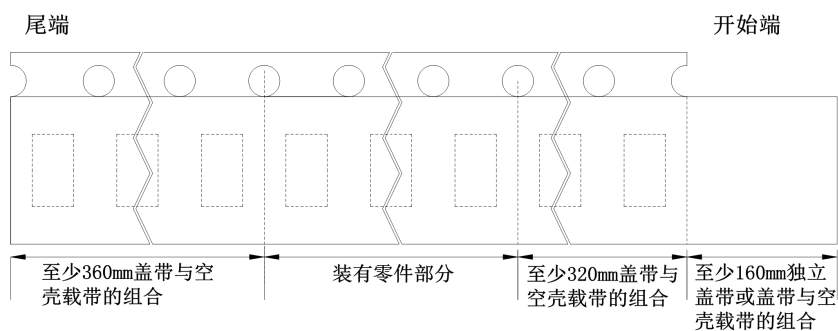 尾端
开始端
至少360mm盖带与空
壳载带的组合
装有零件部分
至少320mm盖带与
空壳载带的组合
至少160mm独立
盖带或盖带与空
壳载带的组合